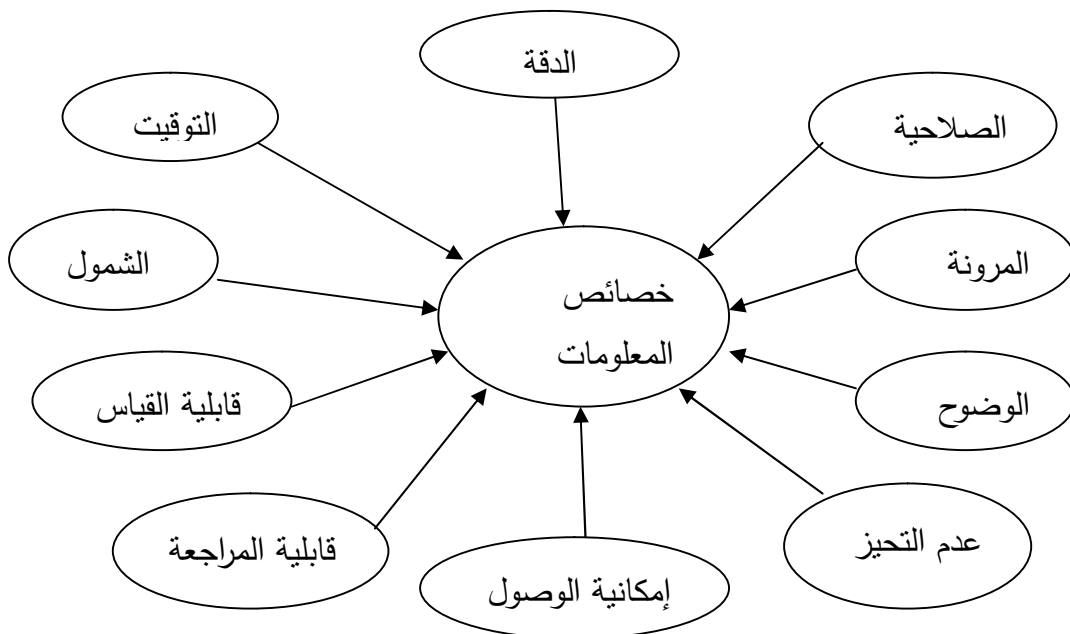 الدقة
الصلاحية
التوقيت
المرونة
الشمول
خصائص
المعلومات
الوضوح
قابلية القياس
عدم التحيز
قابلية المراجعة
إمكانية الوصول